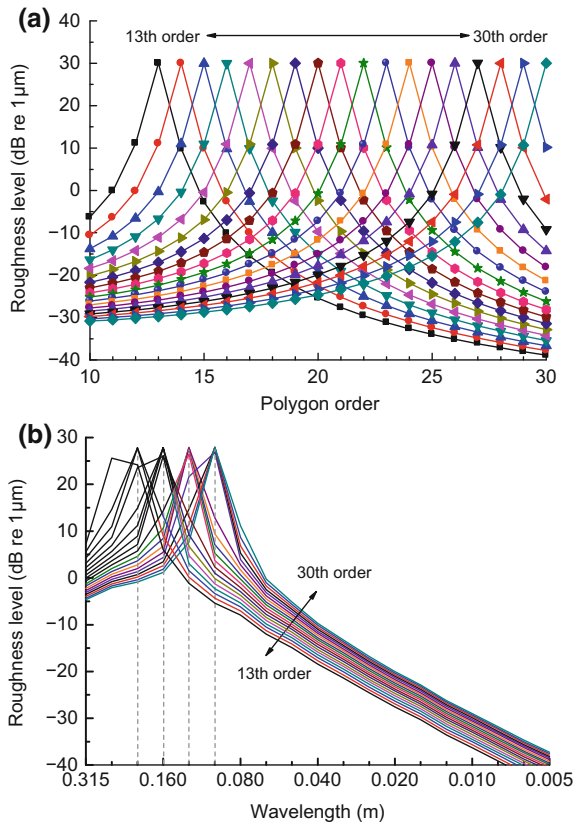 (a)
13th order
30th order
Roughness level (dB re 1μm)
40
30
20
10
0
−10
−20
−30
−40
10
15
20
25
30
Polygon order
(b)
Roughness level (dB re 1μm)
30
20
10
0
−10
−20
−30
−40
30th order
13th order
0.315
0.160
0.080
0.040
0.020
0.010
0.005
Wavelength (m)